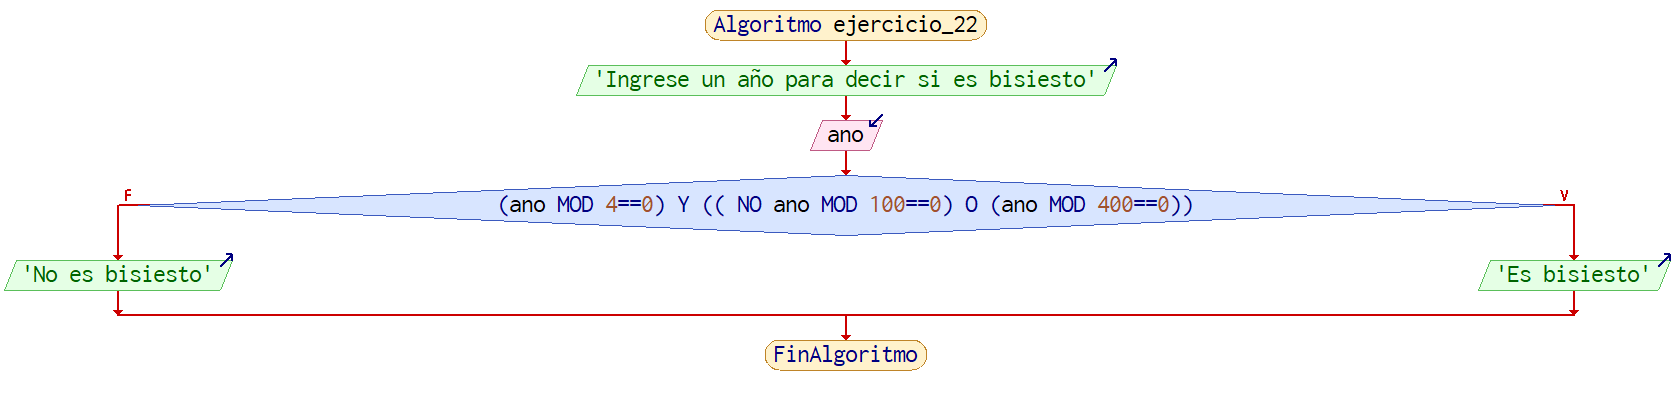 Algoritmo ejercicio_22
'Ingrese un año para decir si es bisiesto'
ano
F
V
(ano MOD 4==0) Y (( NO ano MOD 100==0) O (ano MOD 400==0))
'No es bisiesto'
'Es bisiesto'
FinAlgoritmo